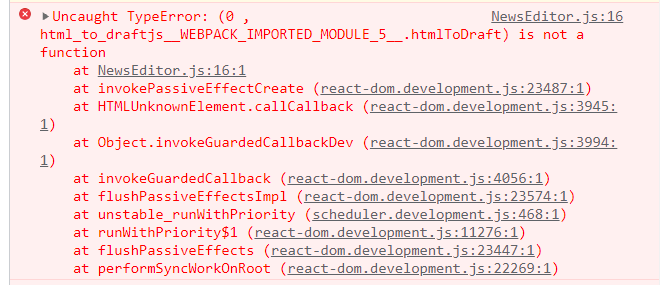 ▶Uncaught TypeError: (0 , NewsEditor.js:16
html_to_draftjs__WEBPACK_IMPORTED_MODULE_5__.htmlToDraft) is not a
function
at NewsEditor.js:16:1
at invokePassiveEffectCreate (react-dom.development.js:23487:1)
at HTMLUnknownElement.callCallback (react-dom.development.js:3945:
1)
at Object.invokeGuardedCallbackDev (react-dom.development.js:3994:
1)
at invokeGuardedCallback (react-dom.development.js:4056:1)
at flushPassiveEffectsImpl (react-dom.development.js:23574:1)
at unstable_runWithPriority (scheduler.development.js:468:1)
at runWithPriority$1 (react-dom.development.js:11276:1)
at flushPassiveEffects (react-dom.development.js:23447:1)
at performSyncWorkOnRoot (react-dom.development.js:22269:1)